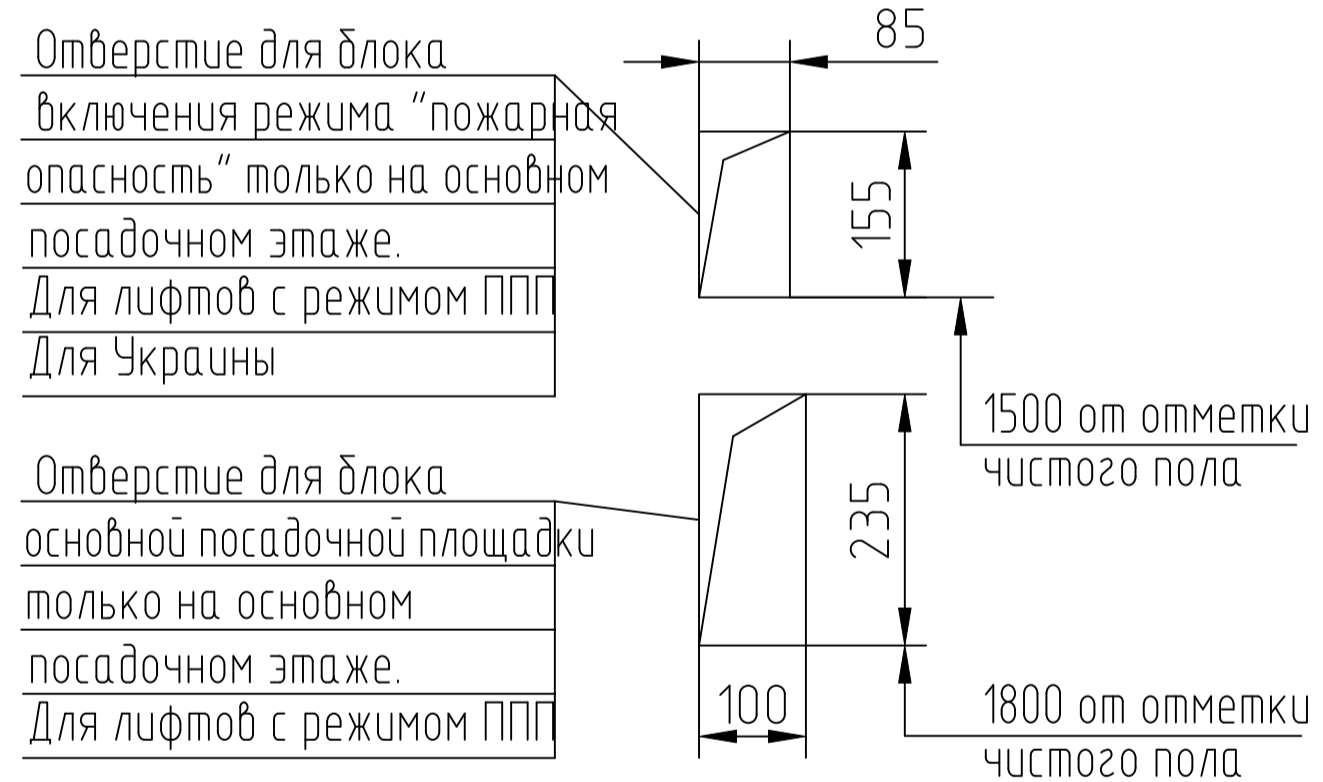 Отверстие для блока
включения режима "пожарная
опасность" только на основном
посадочном этаже.
Для лифтов с режимом ППП
Для Украины
85
155
1500 от отметки
чистого пола
Отверстие для блока
основной посадочной площадки
только на основном
посадочном этаже.
Для лифтов с режимом ППП
235
100
1800 от отметки
чистого пола